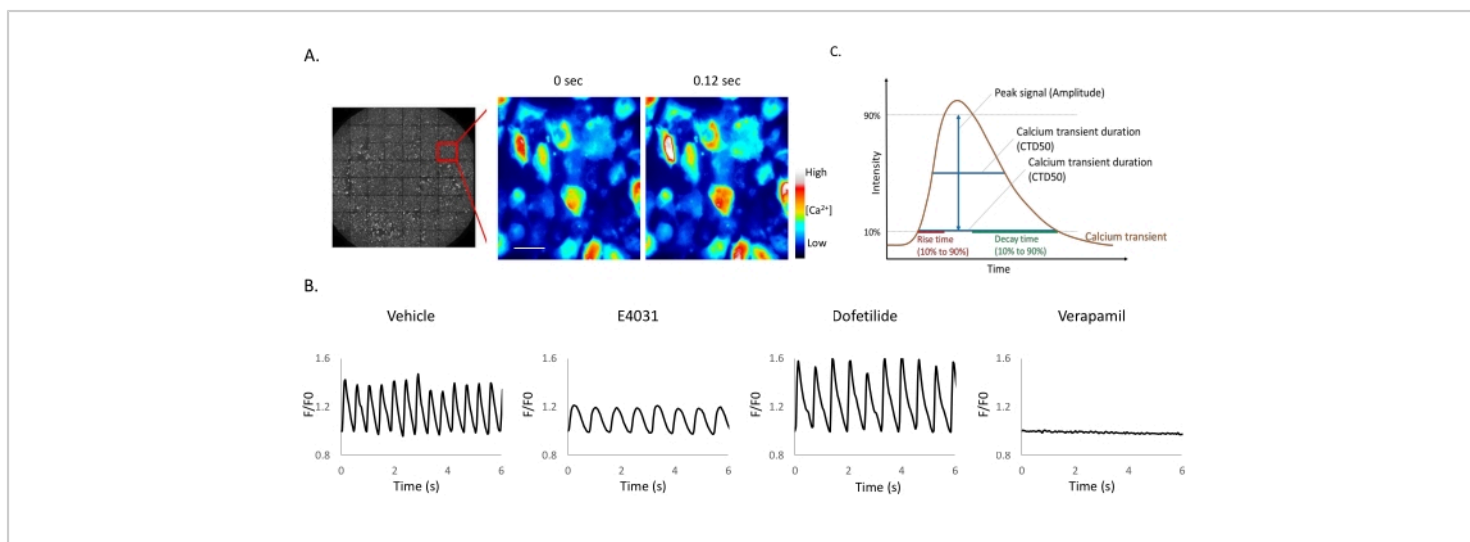 A.
0 sec
0.12 sec
High
[Ca²⁺]
Low
C.
90%
10%
Intensity
Peak signal (Amplitude)
Calcium transient duration
(CTD50)
Calcium transient duration
(CTD50)
Calcium transient
Rise time
(10% to 90%)
Decay time
(10% to 90%)
Time
B.
Vehicle
1.6
1.2
0.8
F/F0
0 2 4 6
Time (s)
E4031
1.6
1.2
0.8
F/F0
0 2 4 6
Time (s)
Dofetilide
1.6
1.2
0.8
F/F0
0 2 4 6
Time (s)
Verapamil
1.6
1.2
0.8
F/F0
0 2 4 6
Time (s)